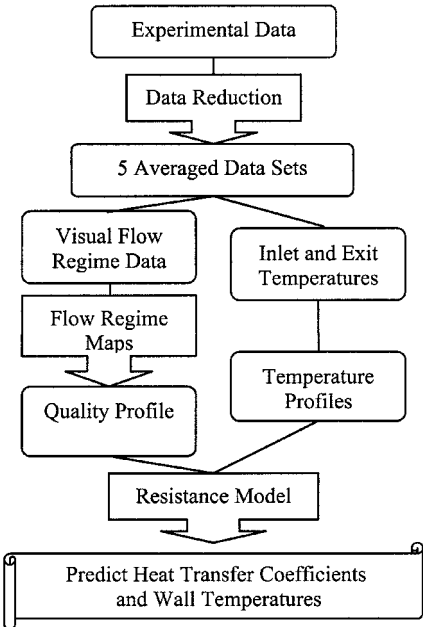 Experimental Data
Data Reduction
5 Averaged Data Sets
Visual Flow
Regime Data
Inlet and Exit
Temperatures
Flow Regime
Maps
Temperature
Profiles
Quality Profile
Resistance Model
Predict Heat Transfer Coefficients
and Wall Temperatures